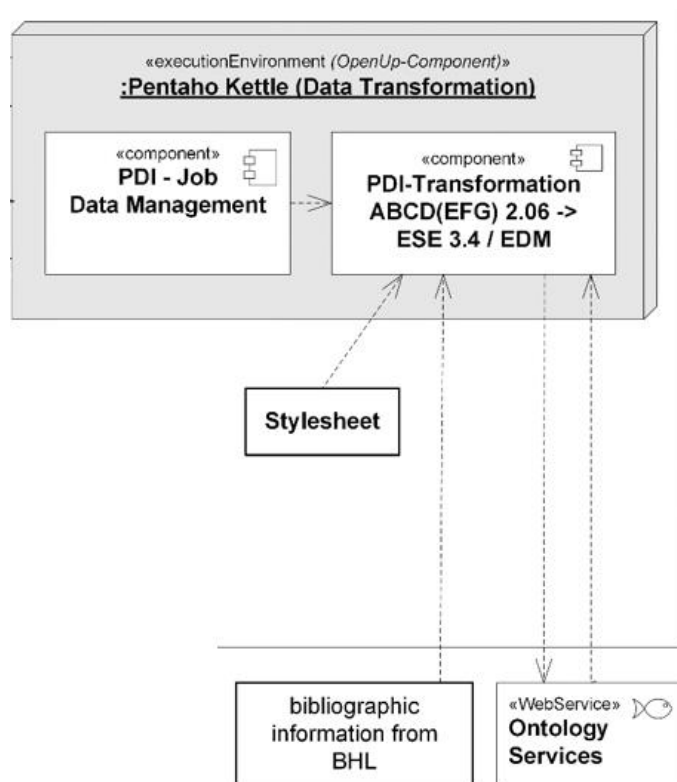 «executionEnvironment (OpenUp-Component)»
:Pentaho Kettle (Data Transformation)
«component»
PDI - Job
Data Management
«component»
PDI-Transformation
ABCD(EFG) 2.06 ->
ESE 3.4 / EDM
Stylesheet
bibliographic
information from
BHL
«WebService»
Ontology
Services